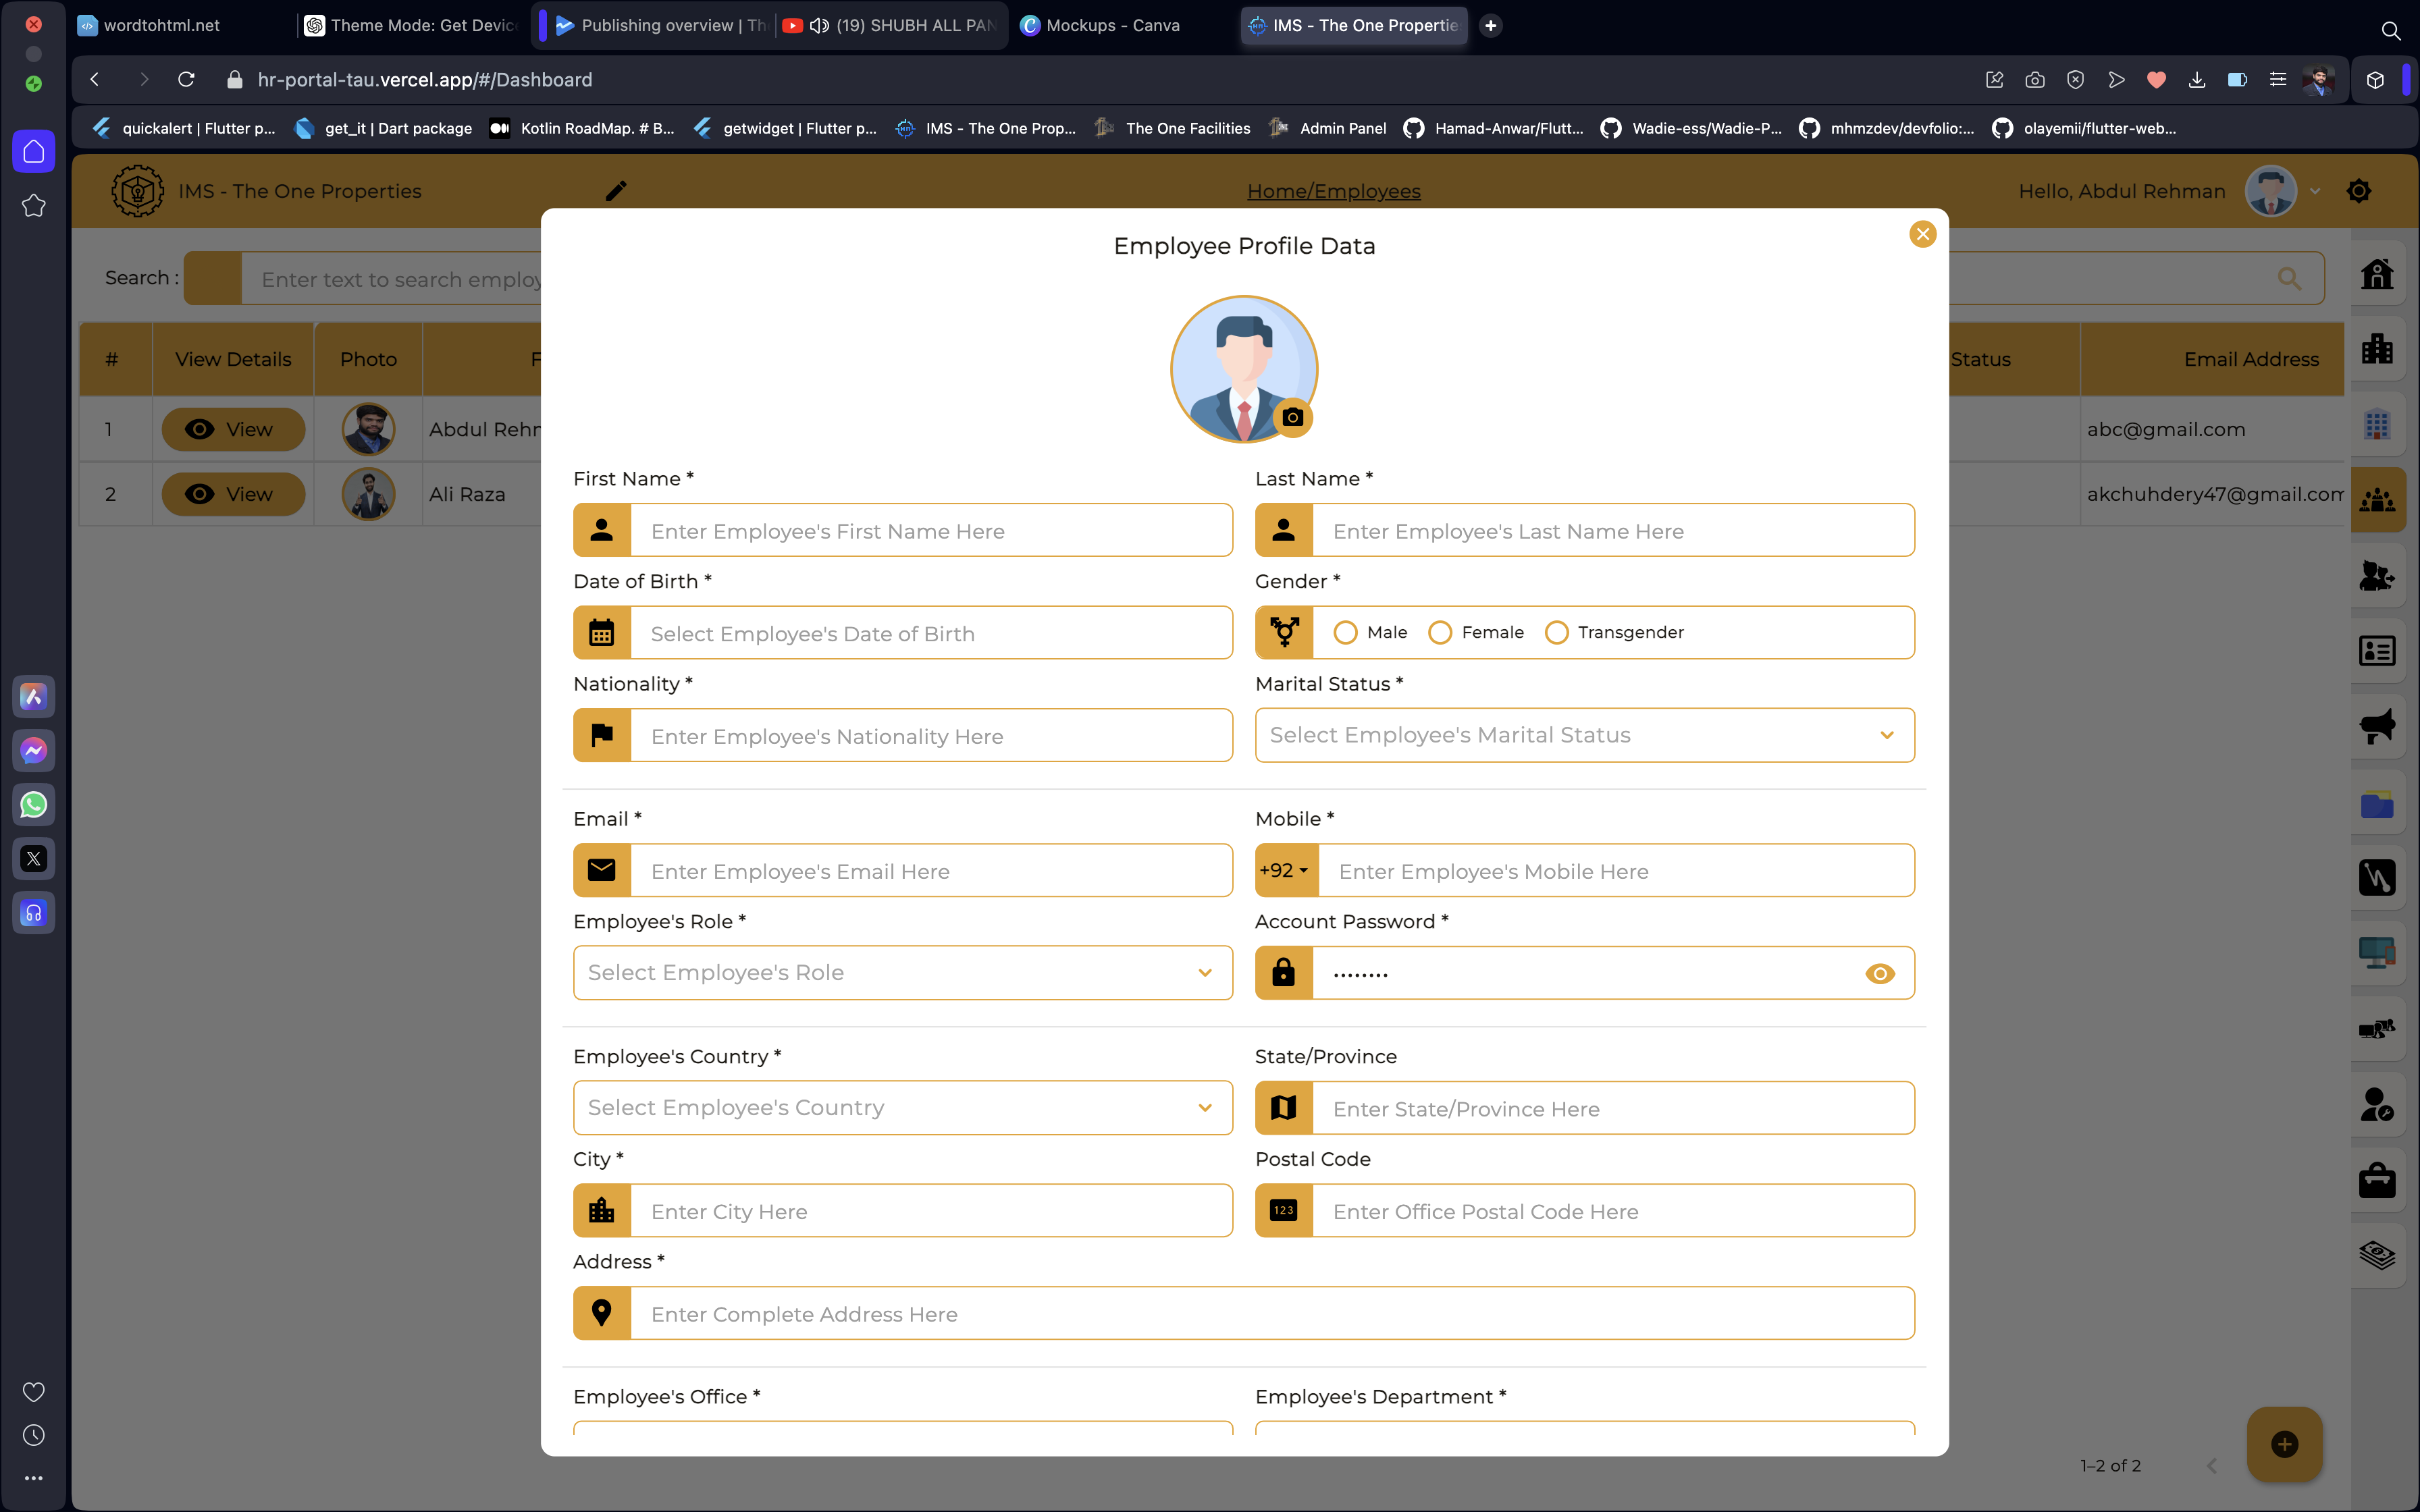 wordtohtml.net
Theme Mode: Get Device
Publishing overview | Th
(19) SHUBH ALL PAN
Mockups - Canva
IMS - The One Propertie
hr-portal-tau.vercel.app/#/Dashboard
quickalert | Flutter p...
get_it | Dart package
Kotlin RoadMap. # B...
getwidget | Flutter p...
IMS - The One Prop...
The One Facilities
Admin Panel
Hamad-Anwar/Flutt...
Wadie-ess/Wadie-P...
mhmzdev/devfolio:...
olayemii/flutter-web...
IMS - The One Properties
Home/Employees
Hello, Abdul Rehman
Search :
Enter text to search employ
# View Details Photo F Status Email Address
1 View Abdul Rehr abc@gmail.com
2 View Ali Raza akchuhdery47@gmail.com
Employee Profile Data
First Name * Last Name *
Enter Employee's First Name Here Enter Employee's Last Name Here
Date of Birth * Gender *
Select Employee's Date of Birth Male Female Transgender
Nationality * Marital Status *
Enter Employee's Nationality Here Select Employee's Marital Status
Email * Mobile *
Enter Employee's Email Here +92 Enter Employee's Mobile Here
Employee's Role * Account Password *
Select Employee's Role ••••••••
Employee's Country * State/Province
Select Employee's Country Enter State/Province Here
City * Postal Code
Enter City Here 123 Enter Office Postal Code Here
Address *
Enter Complete Address Here
Employee's Office * Employee's Department *
1–2 of 2